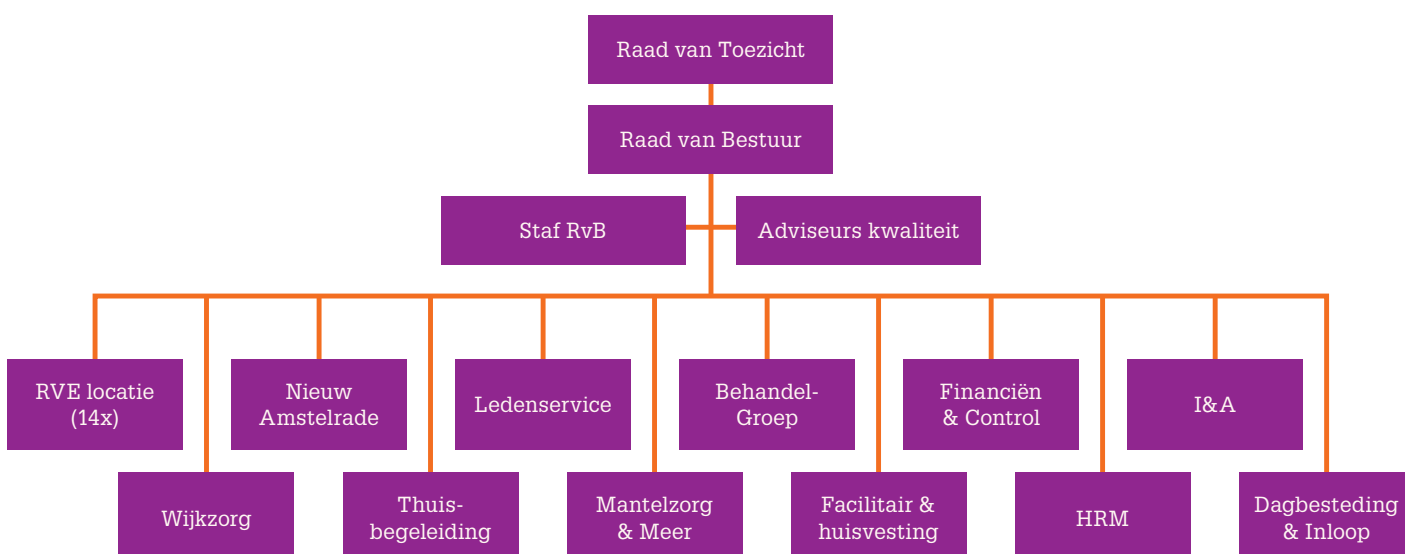 Raad van Toezicht
Raad van Bestuur
Staf RvB
Adviseurs kwaliteit
RVE locatie
(14x)
Nieuw
Amstelrade
Ledenservice
Behandel-
Groep
Financiën
& Control
I&A
Wijkzorg
Thuis-
begeleiding
Mantelzorg
& Meer
Facilitair &
huisvesting
HRM
Dagbesteding
& Inloop